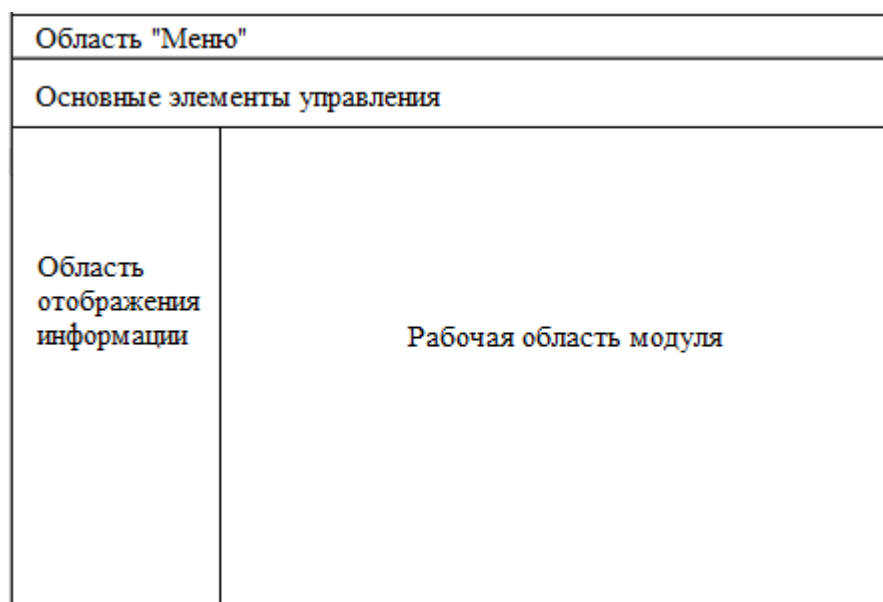 Область "Меню"
Основные элементы управления
Область
отображения
информации
Рабочая область модуля